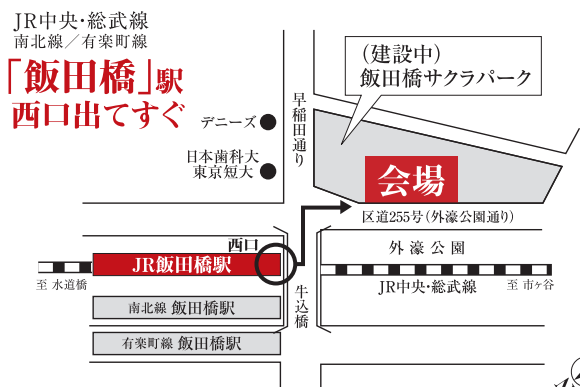 JR中央・総武線
南北線／有楽町線
「飯田橋」駅
西口出てすぐ
（建設中）
飯田橋サクラパーク
早稲田通り
デニーズ
日本歯科大
東京短大
会場
区道255号（外濠公園通り）
西口
外濠公園
JR飯田橋駅
至 水道橋
JR中央・総武線
至 市ヶ谷
牛込橋
南北線 飯田橋駅
有楽町線 飯田橋駅